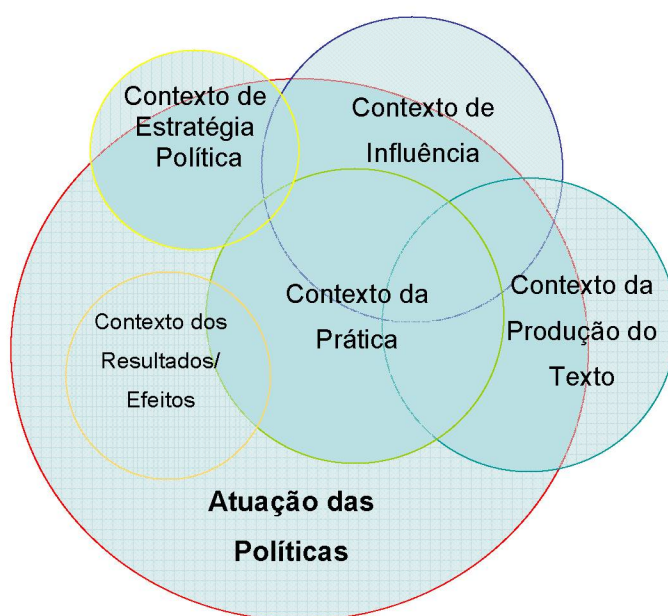 Contexto de
Estratégia
Política
Contexto de
Influência
Contexto da
Prática
Contexto da
Produção do
Texto
Contexto dos
Resultados/
Efeitos
Atuação das
Políticas